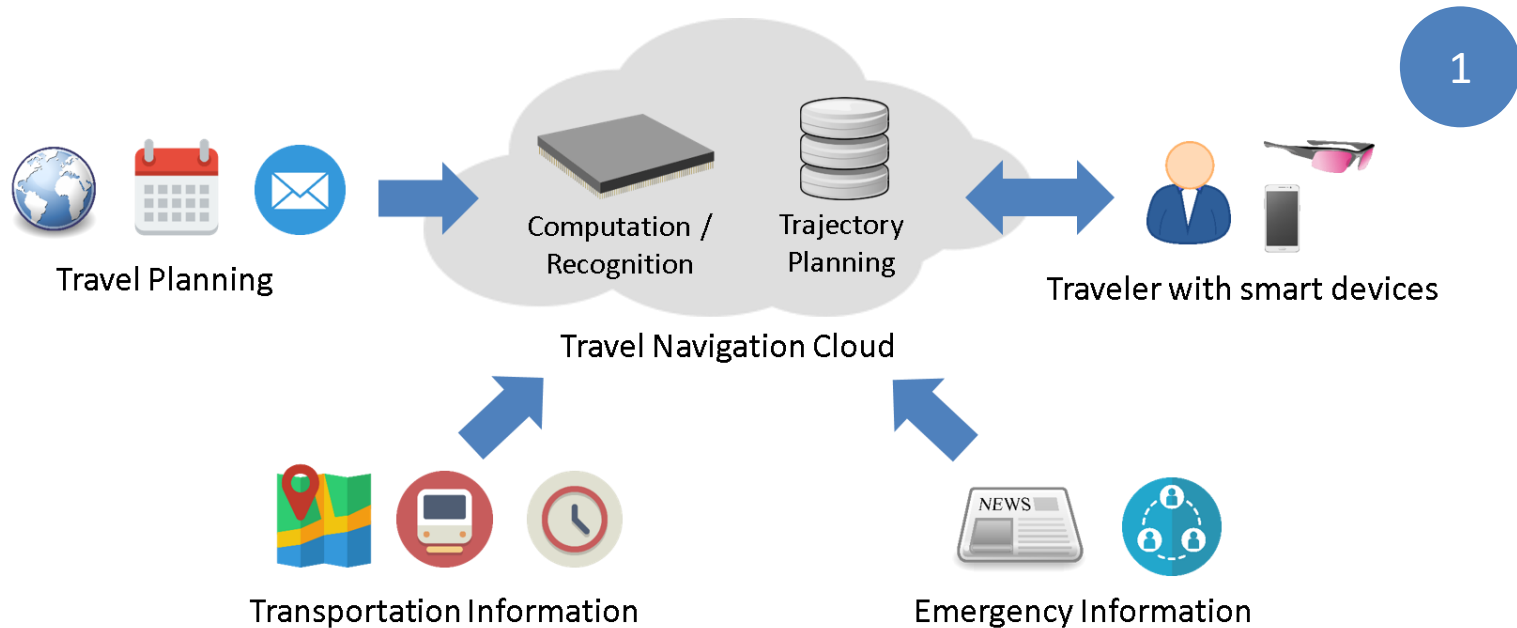 1
Computation /
Recognition
Trajectory
Planning
Travel Planning
Traveler with smart devices
Travel Navigation Cloud
NEWS
Transportation Information
Emergency Information